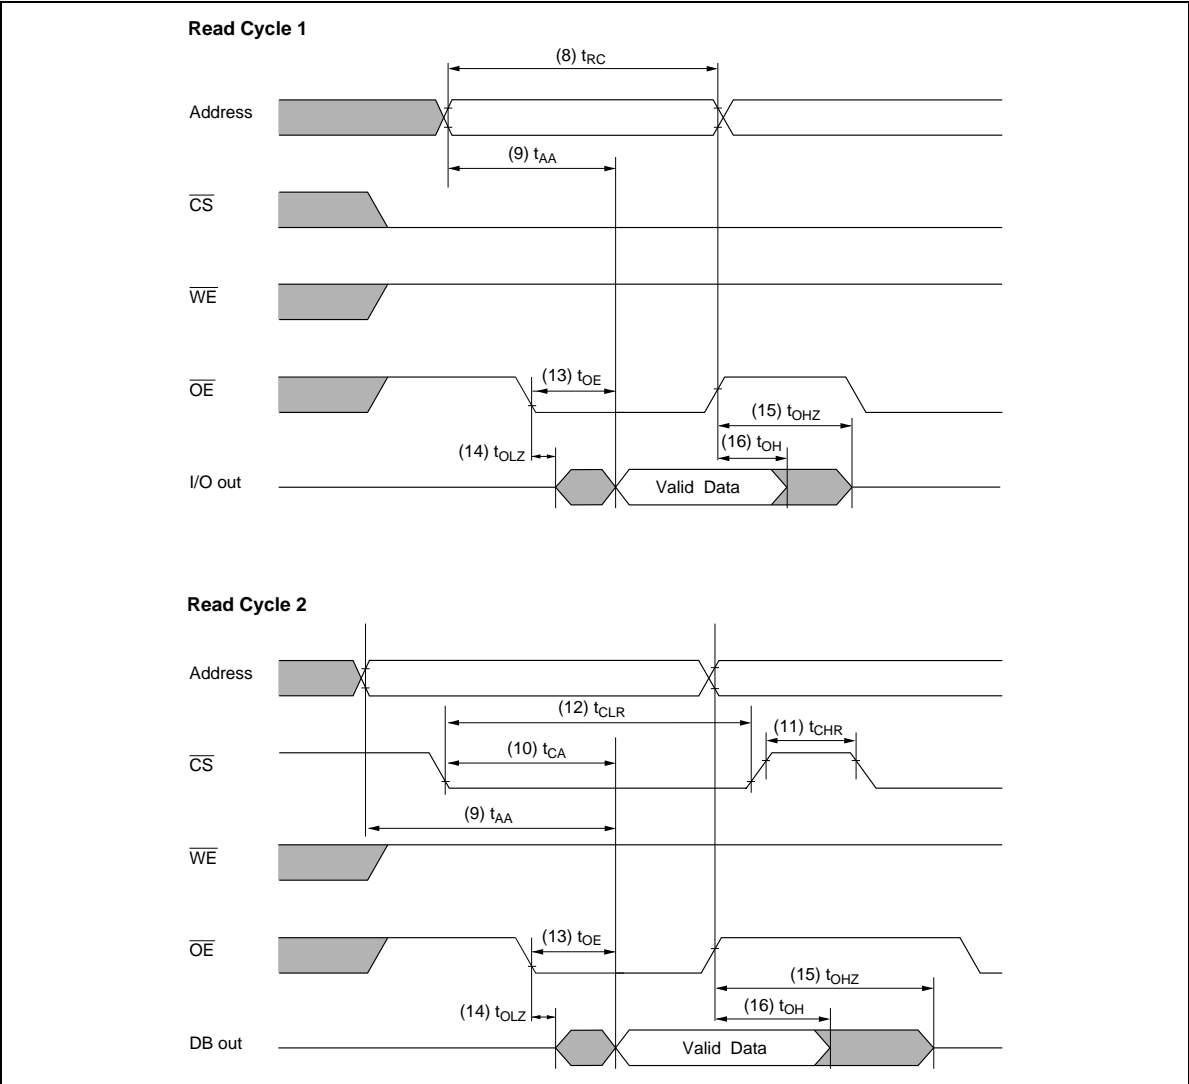 Read Cycle 1
(8) tRC
Address
(9) tAA
CS
WE
OE
(13) tOE
(15) tOHZ
(16) tOH
(14) tOLZ
I/O out
Valid Data
Read Cycle 2
Address
(12) tCLR
(11) tCHR
(10) tCA
CS
(9) tAA
WE
OE
(13) tOE
(15) tOHZ
(16) tOH
(14) tOLZ
DB out
Valid Data